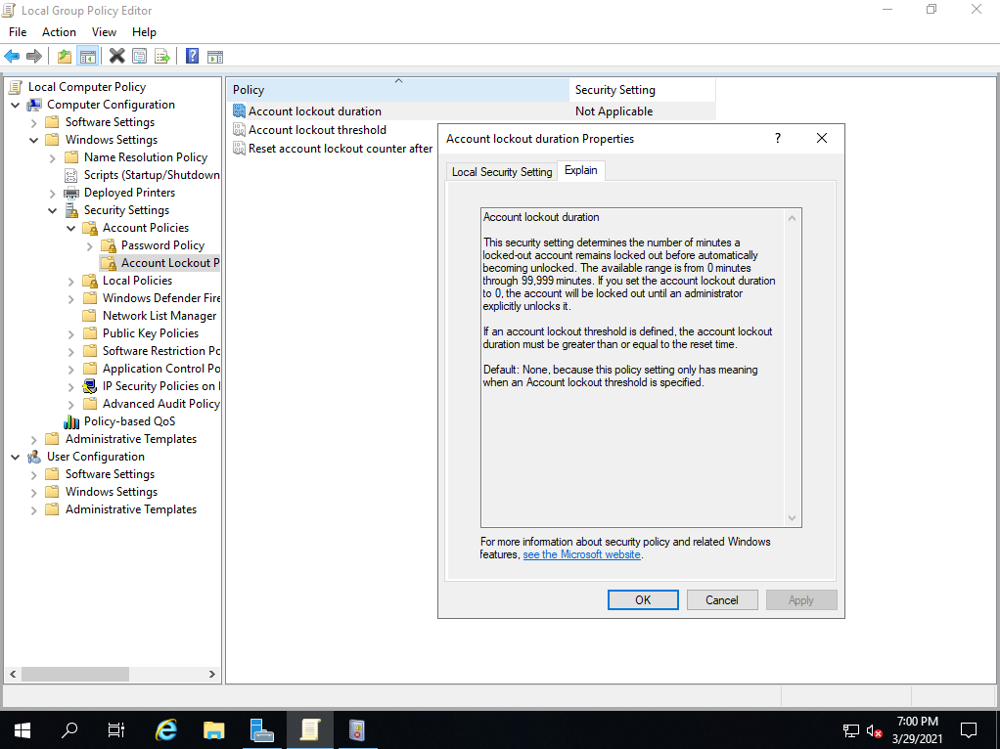 Local Group Policy Editor
File Action View Help
Local Computer Policy
Computer Configuration
Software Settings
Windows Settings
Name Resolution Policy
Scripts (Startup/Shutdown
Deployed Printers
Security Settings
Account Policies
Password Policy
Account Lockout P
Local Policies
Windows Defender Fire
Network List Manager
Public Key Policies
Software Restriction Po
Application Control Po
IP Security Policies on
Advanced Audit Policy
Policy-based QoS
Administrative Templates
User Configuration
Software Settings
Windows Settings
Administrative Templates
Policy Security Setting
Account lockout duration Not Applicable
Account lockout threshold
Reset account lockout counter after
Account lockout duration Properties
?
Local Security Setting Explain
Account lockout duration
This security setting determines the number of minutes a
locked-out account remains locked out before automatically
becoming unlocked. The available range is from 0 minutes
through 99,999 minutes. If you set the account lockout duration
to 0, the account will be locked out until an administrator
explicitly unlocks it.
If an account lockout threshold is defined, the account lockout
duration must be greater than or equal to the reset time.
Default: None, because this policy setting only has meaning
when an Account lockout threshold is specified.
For more information about security policy and related Windows
features, see the Microsoft website.
OK Cancel Apply
7:00 PM
3/29/2021